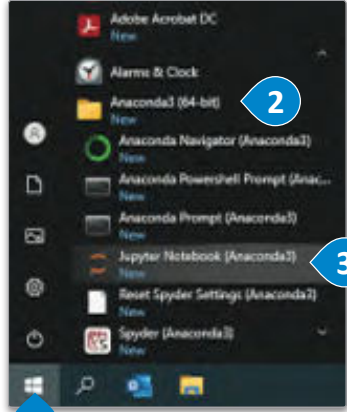 Adobe Acrobat DC
New
Alarms & Clock
Anaconda3 (64-bit)
New
2
Anaconda Navigator (Anaconda3)
New
Anaconda Powershell Prompt (Anac...
New
Anaconda Prompt (Anaconda3)
New
Jupyter Notebook (Anaconda3)
New
3
Reset Spyder Settings (Anaconda3)
New
Spyder (Anaconda3)
New